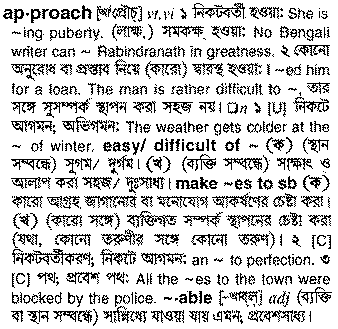 ap·proach [অ্যাপ্রৌচ্] vt,vi ১ নিকটবর্তী হওয়া: She is
~ing puberty. (লাক্ষ.) সমকক্ষ হওয়া: No Bengali
writer can ~ Rabindranath in greatness. ২ কোনো
অনুরোধ বা প্রস্তাব নিয়ে (কারো) দ্বারস্থ হওয়া: I ~ed him
for a loan. The man is rather difficult to ~, তার
সঙ্গে সুসম্পর্ক স্থাপন করা সহজ নয়। □n ১ [U] নিকটে
আগমন; অভিগমন: The weather gets colder at the
~ of winter. easy/ difficult of ~ (ক) (স্থান
সম্বন্ধে) সুগম/ দুর্গম। (খ) (ব্যক্তি সম্বন্ধে) সাক্ষাৎ ও
আলাপ করা সহজ/ দুঃসাধ্য। make ~es to sb (ক)
কারো আগ্রহ জাগানোর বা মনোযোগ আকর্ষণের চেষ্টা করা।
(খ) (কারো সঙ্গে) ব্যক্তিগত সম্পর্ক স্থাপনের চেষ্টা করা
(যথা, কোনো তরুণীর সঙ্গে কোনো তরুণ)। ২ [C]
নিকটবর্তীকরণ; নিকটে আগমন: an ~ to perfection. ৩
[C] পথ; প্রবেশ পথ: All the ~es to the town were
blocked by the police. ~·able [-অব্‌ল্] adj (ব্যক্তি
বা স্থান সম্বন্ধে) সান্নিধ্যে যাওয়া যায় এমন; প্রবেশসাধ্য।